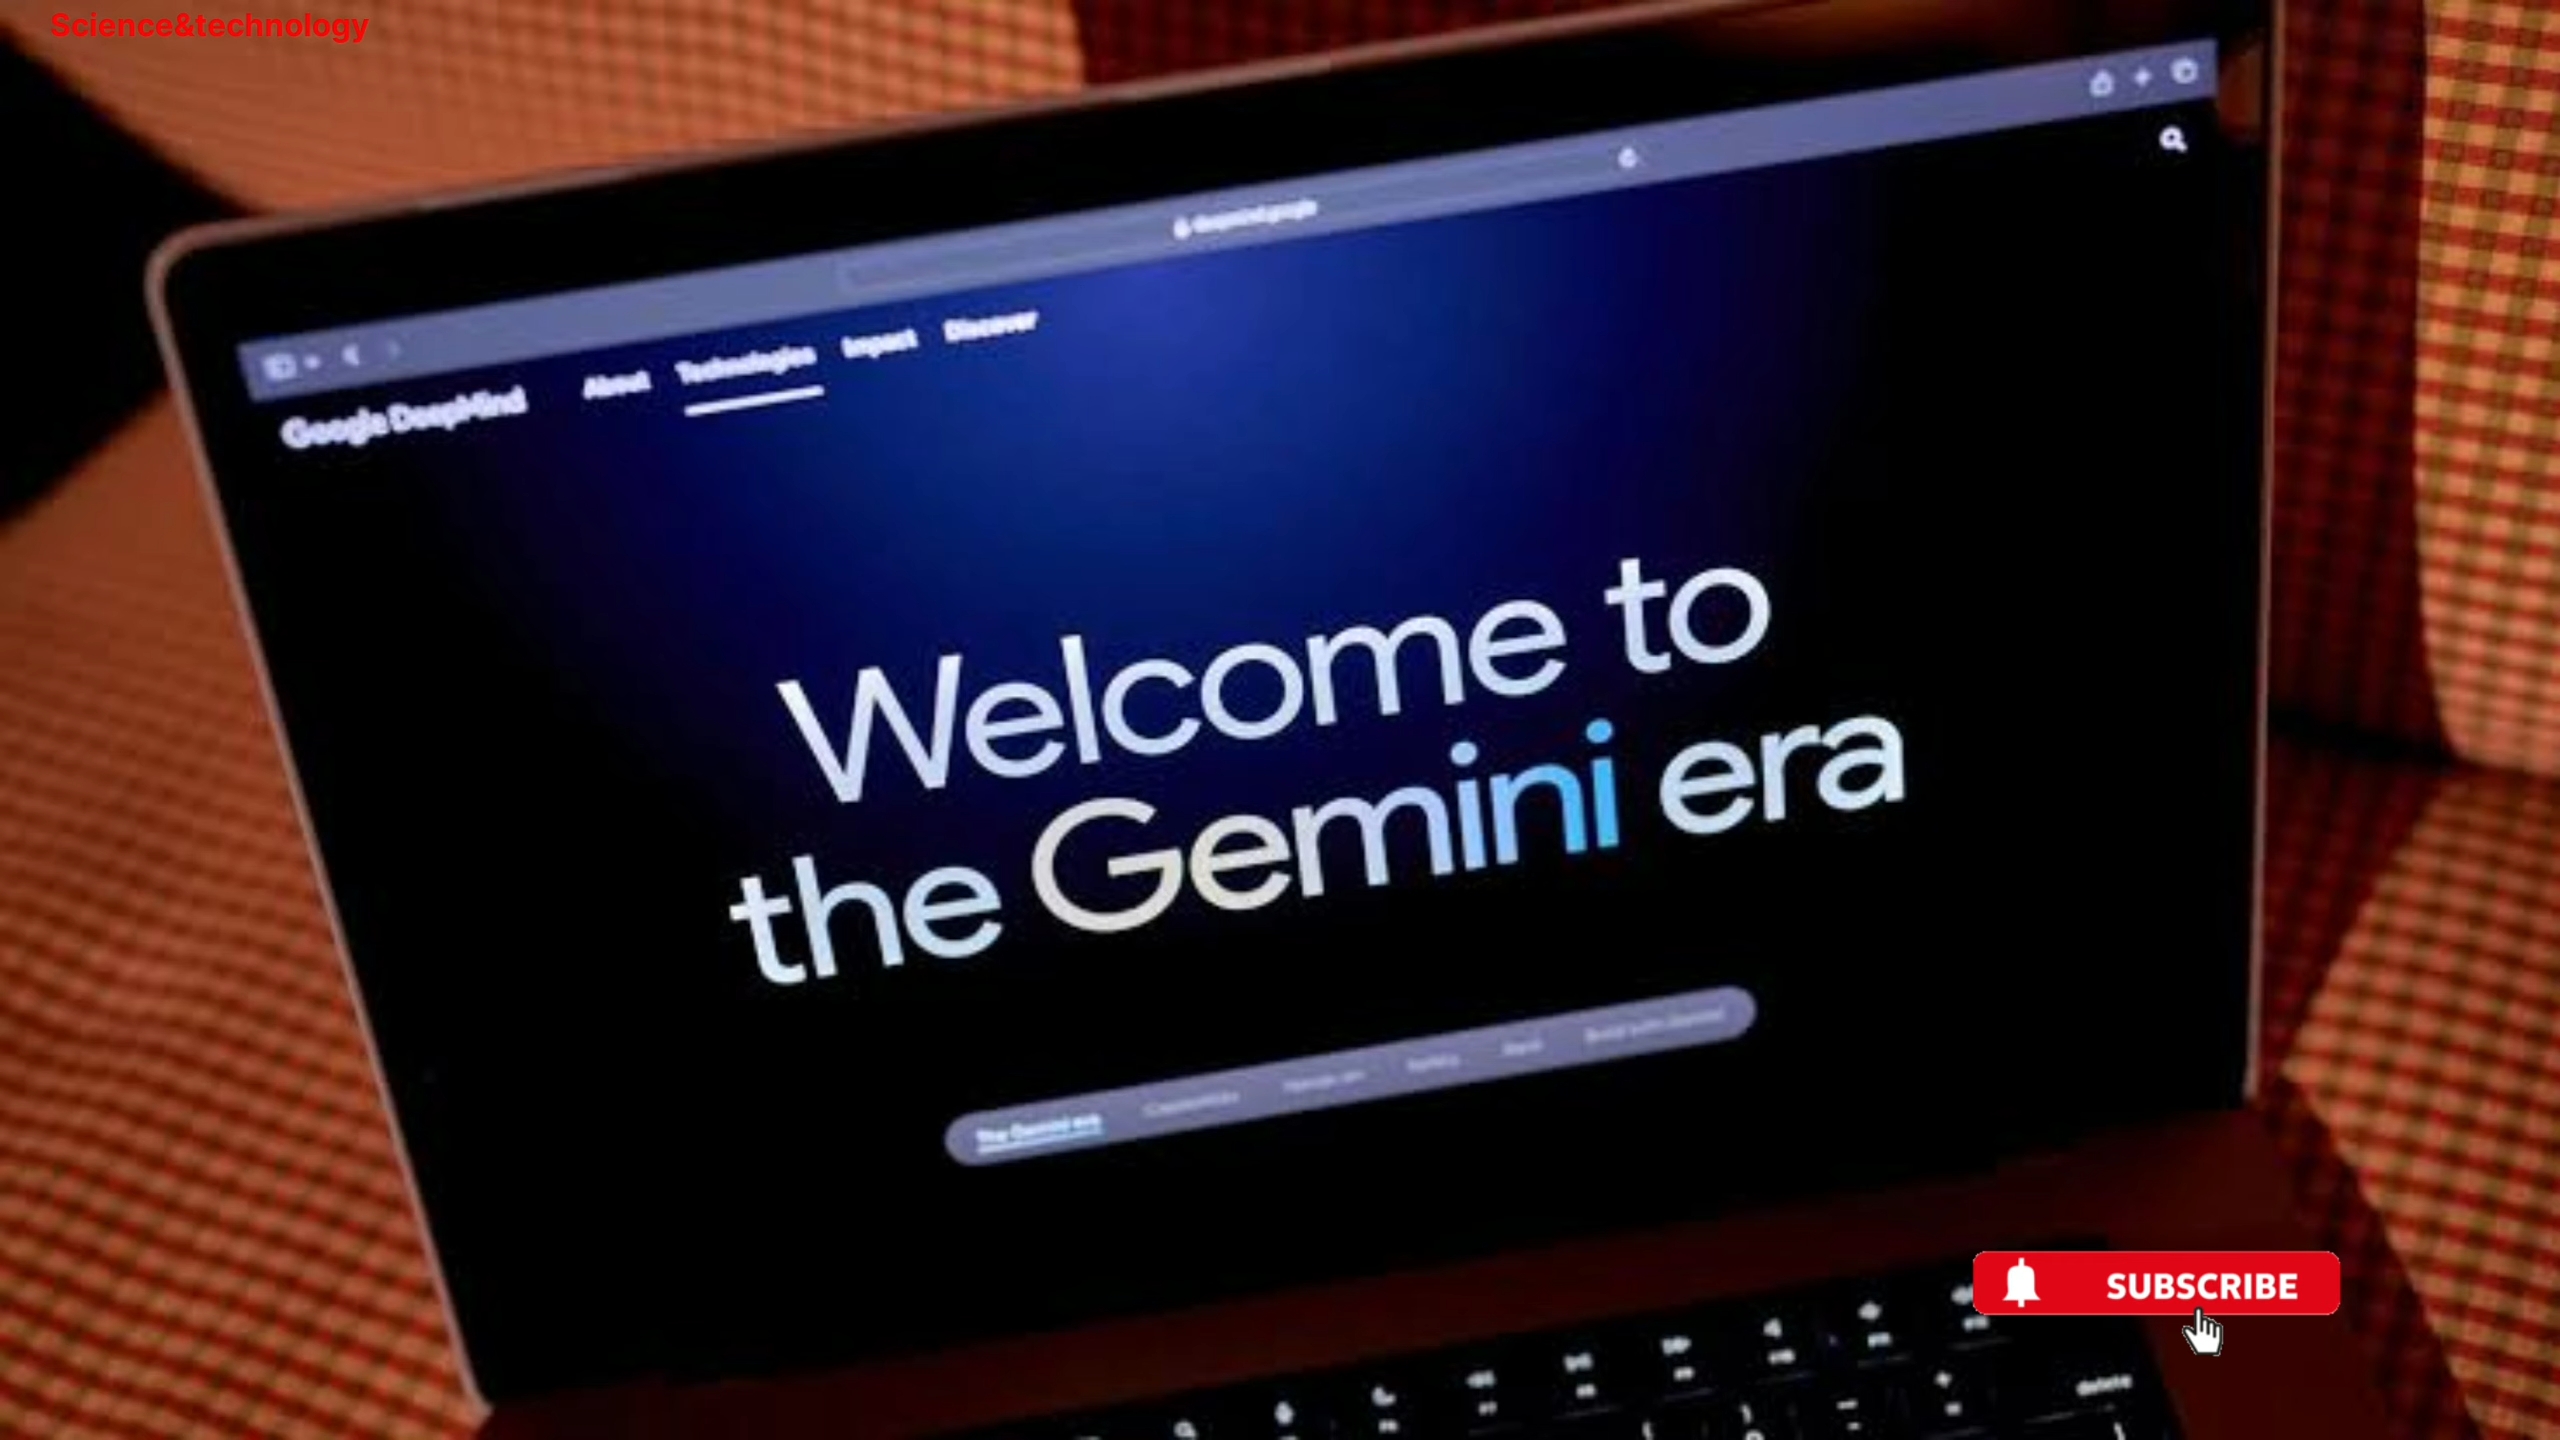 Science&technology
Google DeepMind
About Technologies Impact Discover
Welcome to
the Gemini era
The Gemini era
SUBSCRIBE
delete